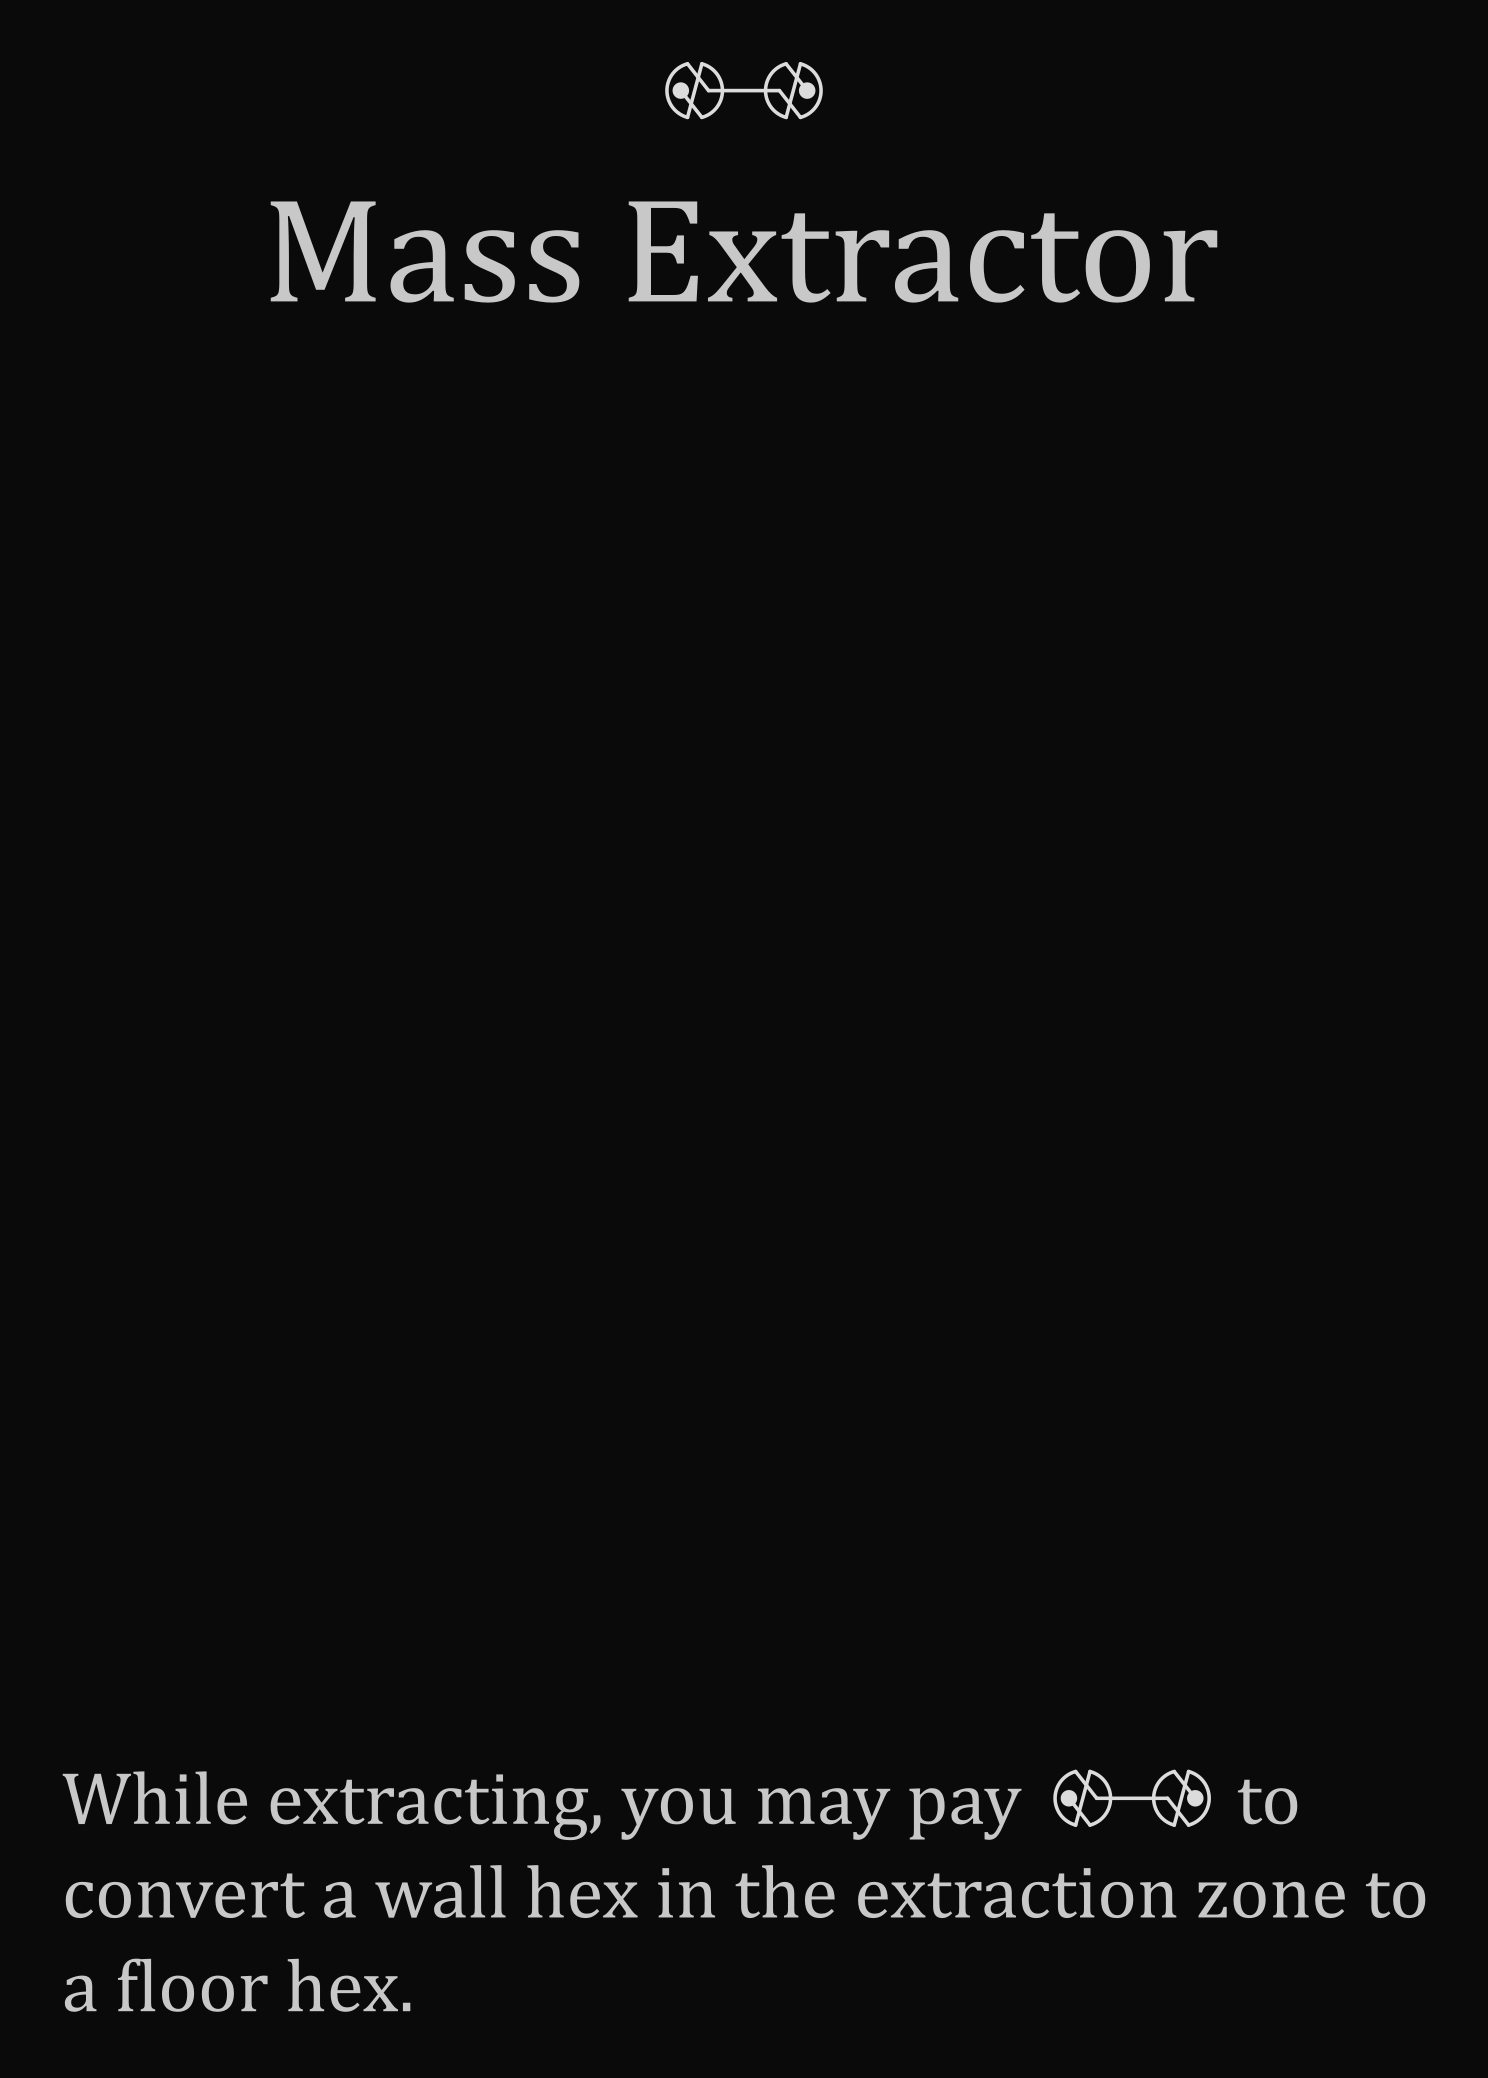 Mass Extractor
While extracting, you may pay to
convert a wall hex in the extraction zone to
a floor hex.